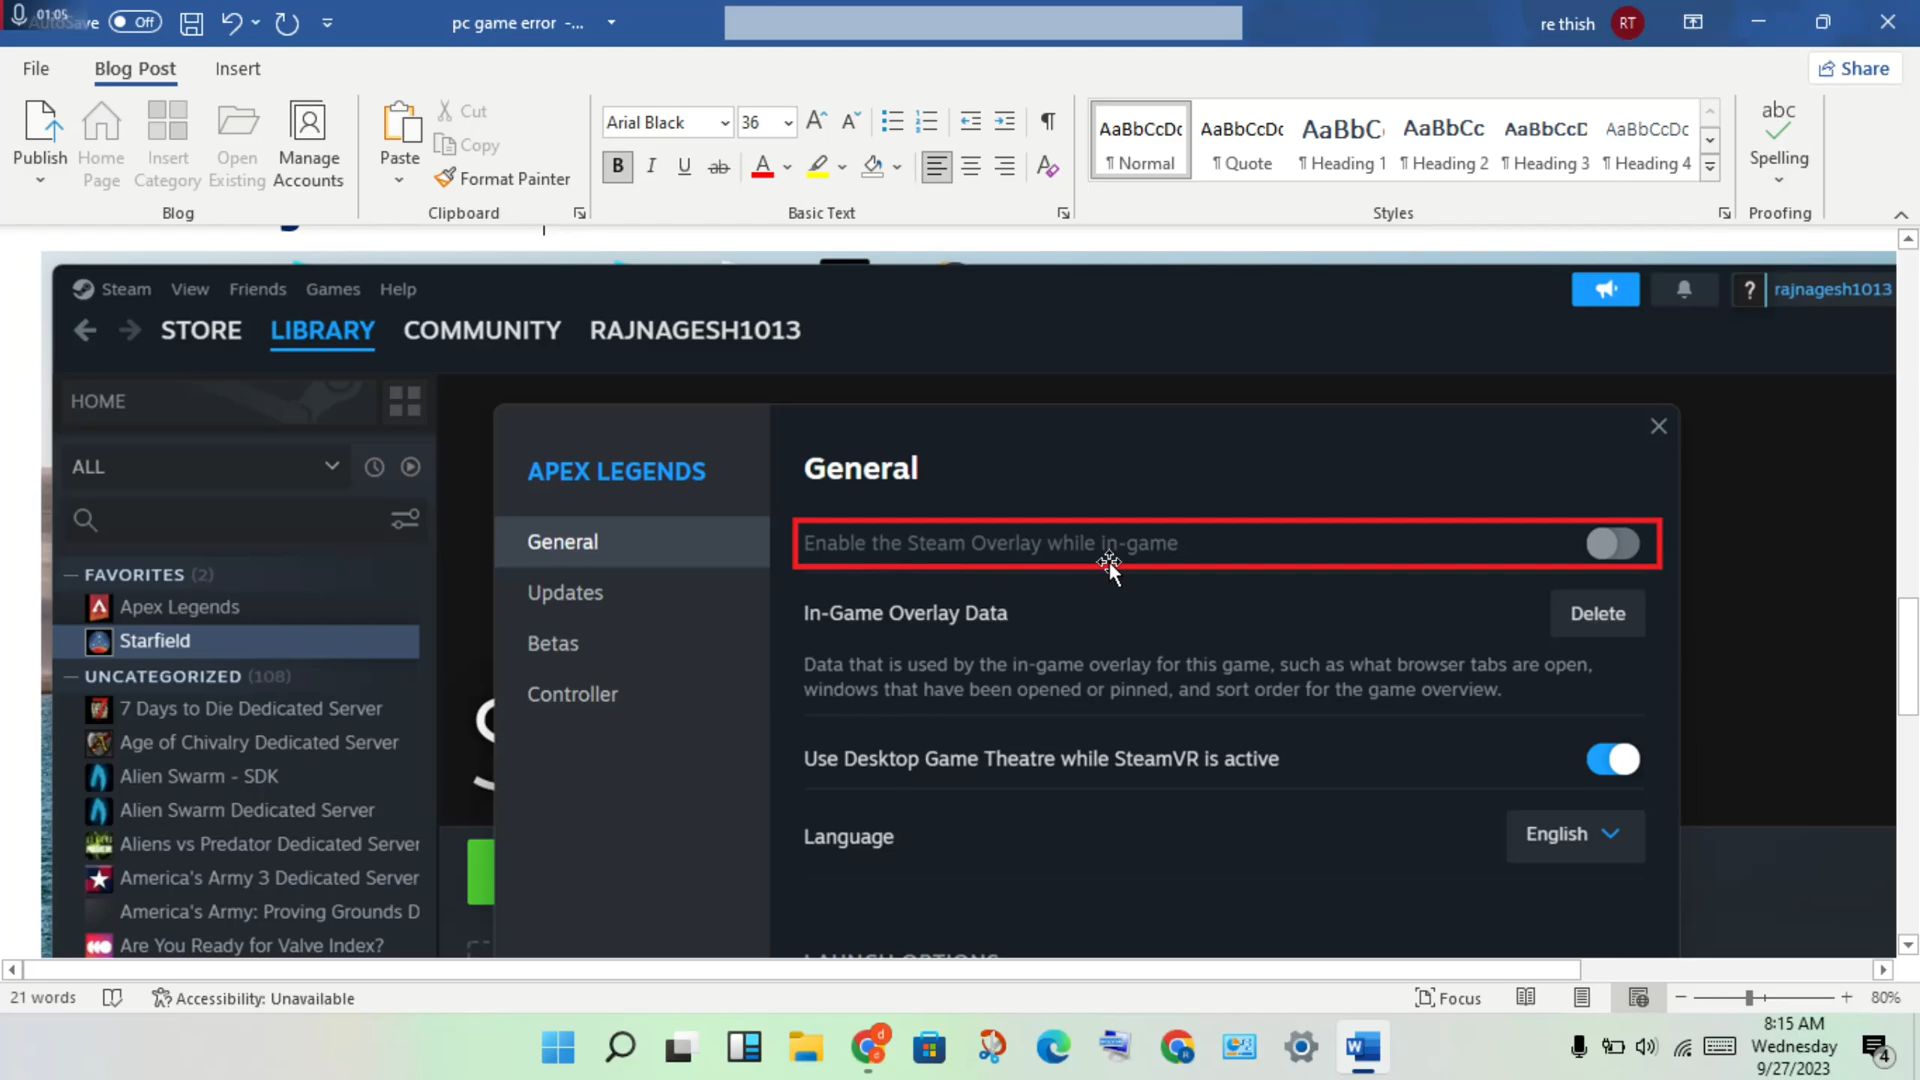 01:05
Off
pc game error -...
re thish
RT
File
Blog Post
Insert
Share
Publish
Home Page
Insert Category
Open Existing
Manage Accounts
Blog
Paste
Cut
Copy
Format Painter
Clipboard
Arial Black
36
Basic Text
AaBbCcDc
¶ Normal
AaBbCcDc
¶ Quote
AaBbC
¶ Heading 1
AaBbCc
¶ Heading 2
AaBbCcD
¶ Heading 3
AaBbCcDc
¶ Heading 4
Styles
abc
Spelling
Proofing
Steam View Friends Games Help
rajnagesh1013
STORE LIBRARY COMMUNITY RAJNAGESH1013
HOME
ALL
FAVORITES (2)
Apex Legends
Starfield
UNCATEGORIZED (108)
7 Days to Die Dedicated Server
Age of Chivalry Dedicated Server
Alien Swarm - SDK
Alien Swarm Dedicated Server
Aliens vs Predator Dedicated Server
America's Army 3 Dedicated Server
America's Army: Proving Grounds D
Are You Ready for Valve Index?
APEX LEGENDS
General
Updates
Betas
Controller
General
Enable the Steam Overlay while in-game
In-Game Overlay Data
Delete
Data that is used by the in-game overlay for this game, such as what browser tabs are open,
windows that have been opened or pinned, and sort order for the game overview.
Use Desktop Game Theatre while SteamVR is active
Language
English
LAUNCH OPTIONS
21 words
Accessibility: Unavailable
Focus
80%
8:15 AM
Wednesday
9/27/2023
4